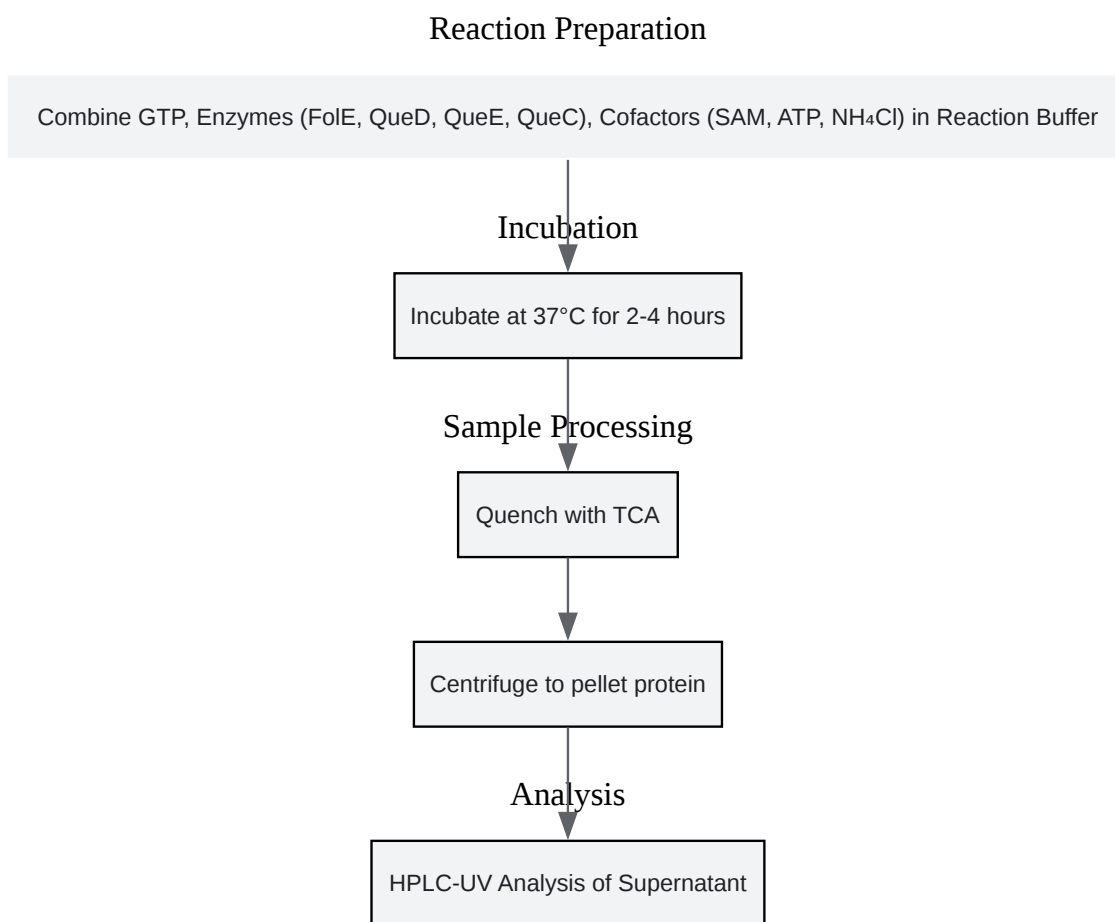 Reaction Preparation
Combine GTP, Enzymes (FolE, QueD, QueE, QueC), Cofactors (SAM, ATP, NH₄Cl) in Reaction Buffer
Incubation
Incubate at 37°C for 2-4 hours
Sample Processing
Quench with TCA
Centrifuge to pellet protein
Analysis
HPLC-UV Analysis of Supernatant